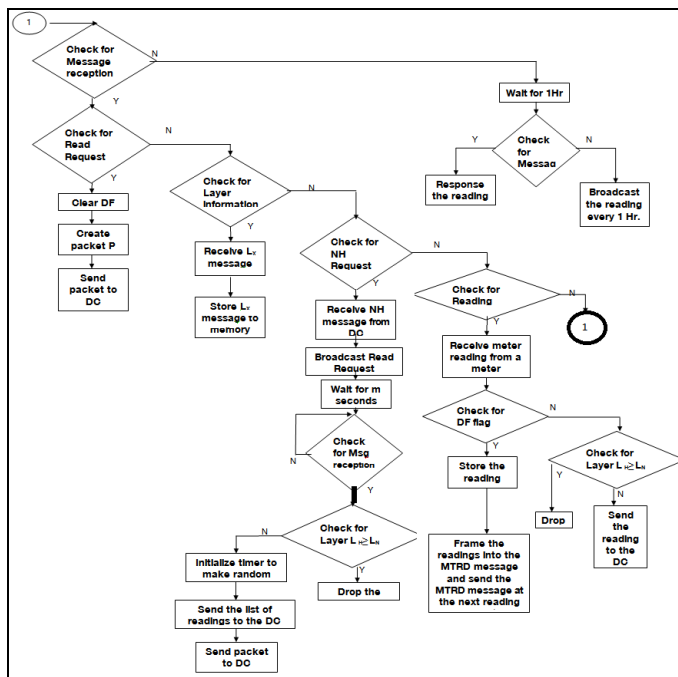 1
Check for
Message
reception
N
Y
Wait for 1Hr
Check for
Read
Request
N
Y
Y
Check
for
Messag
N
Response
the reading
Broadcast
the reading
every 1 Hr.
Clear DF
Create
packet P
Send
packet to
DC
Check for
Layer
Information
N
Y
Receive Lx
message
Store Lx
message to
memory
Check for
NH
Request
N
Y
Receive NH
message from
DC
Broadcast Read
Request
Wait for m
seconds
Check
for Msg
reception
N
Y
Check for
Reading
N
Y
1
Receive meter
reading from a
meter
Check for
DF flag
N
Y
Store the
reading
Frame the
readings into the
MTRD message
and send the
MTRD message at
the next reading
Check for
Layer L H≥LN
Y
N
Drop
Send
the
reading
to the
DC
Check for
Layer L H≥LN
N
Y
Initialize timer to
make random
Drop the
Send the list of
readings to the DC
Send packet
to DC